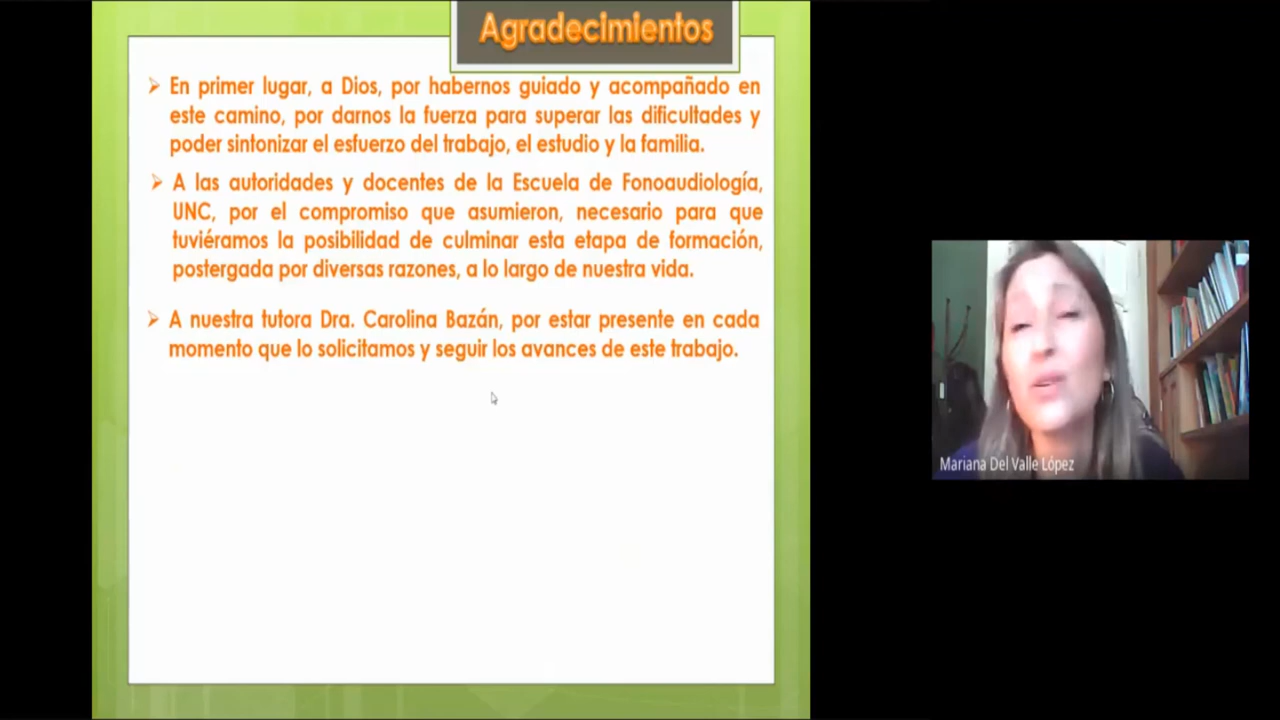 Agradecimientos
En primer lugar, a Dios, por habernos guiado y acompañado en
este camino, por darnos la fuerza para superar las dificultades y
poder sintonizar el esfuerzo del trabajo, el estudio y la familia.
A las autoridades y docentes de la Escuela de Fonoaudiología,
UNC, por el compromiso que asumieron, necesario para que
tuviéramos la posibilidad de culminar esta etapa de formación,
postergada por diversas razones, a lo largo de nuestra vida.
A nuestra tutora Dra. Carolina Bazán, por estar presente en cada
momento que lo solicitamos y seguir los avances de este trabajo.
Mariana Del Valle López